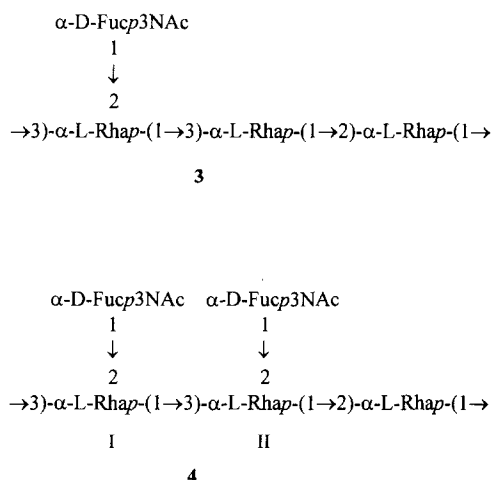 α-D-Fucp3NAc
1
↓
2
→3)-α-L-Rhap-(1→3)-α-L-Rhap-(1→2)-α-L-Rhap-(1→
3
α-D-Fucp3NAc α-D-Fucp3NAc
1 1
↓ ↓
2 2
→3)-α-L-Rhap-(1→3)-α-L-Rhap-(1→2)-α-L-Rhap-(1→
I II
4